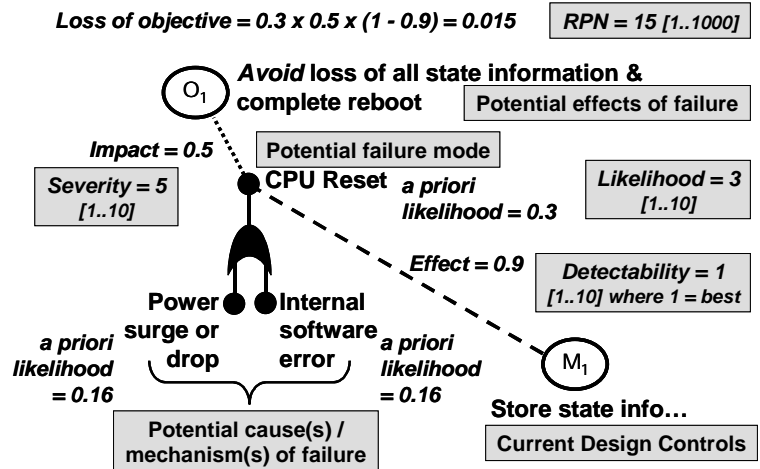 Loss of objective = 0.3 x 0.5 x (1 - 0.9) = 0.015
RPN = 15 [1..1000]
O1
Avoid loss of all state information &
complete reboot
Potential effects of failure
Impact = 0.5
Potential failure mode
Severity = 5
[1..10]
CPU Reset
a priori
likelihood = 0.3
Likelihood = 3
[1..10]
Effect = 0.9
Detectability = 1
[1..10] where 1 = best
Power
surge or
drop
Internal
software
error
a priori
likelihood
= 0.16
a priori
likelihood
= 0.16
M1
Store state info…
Potential cause(s) /
mechanism(s) of failure
Current Design Controls